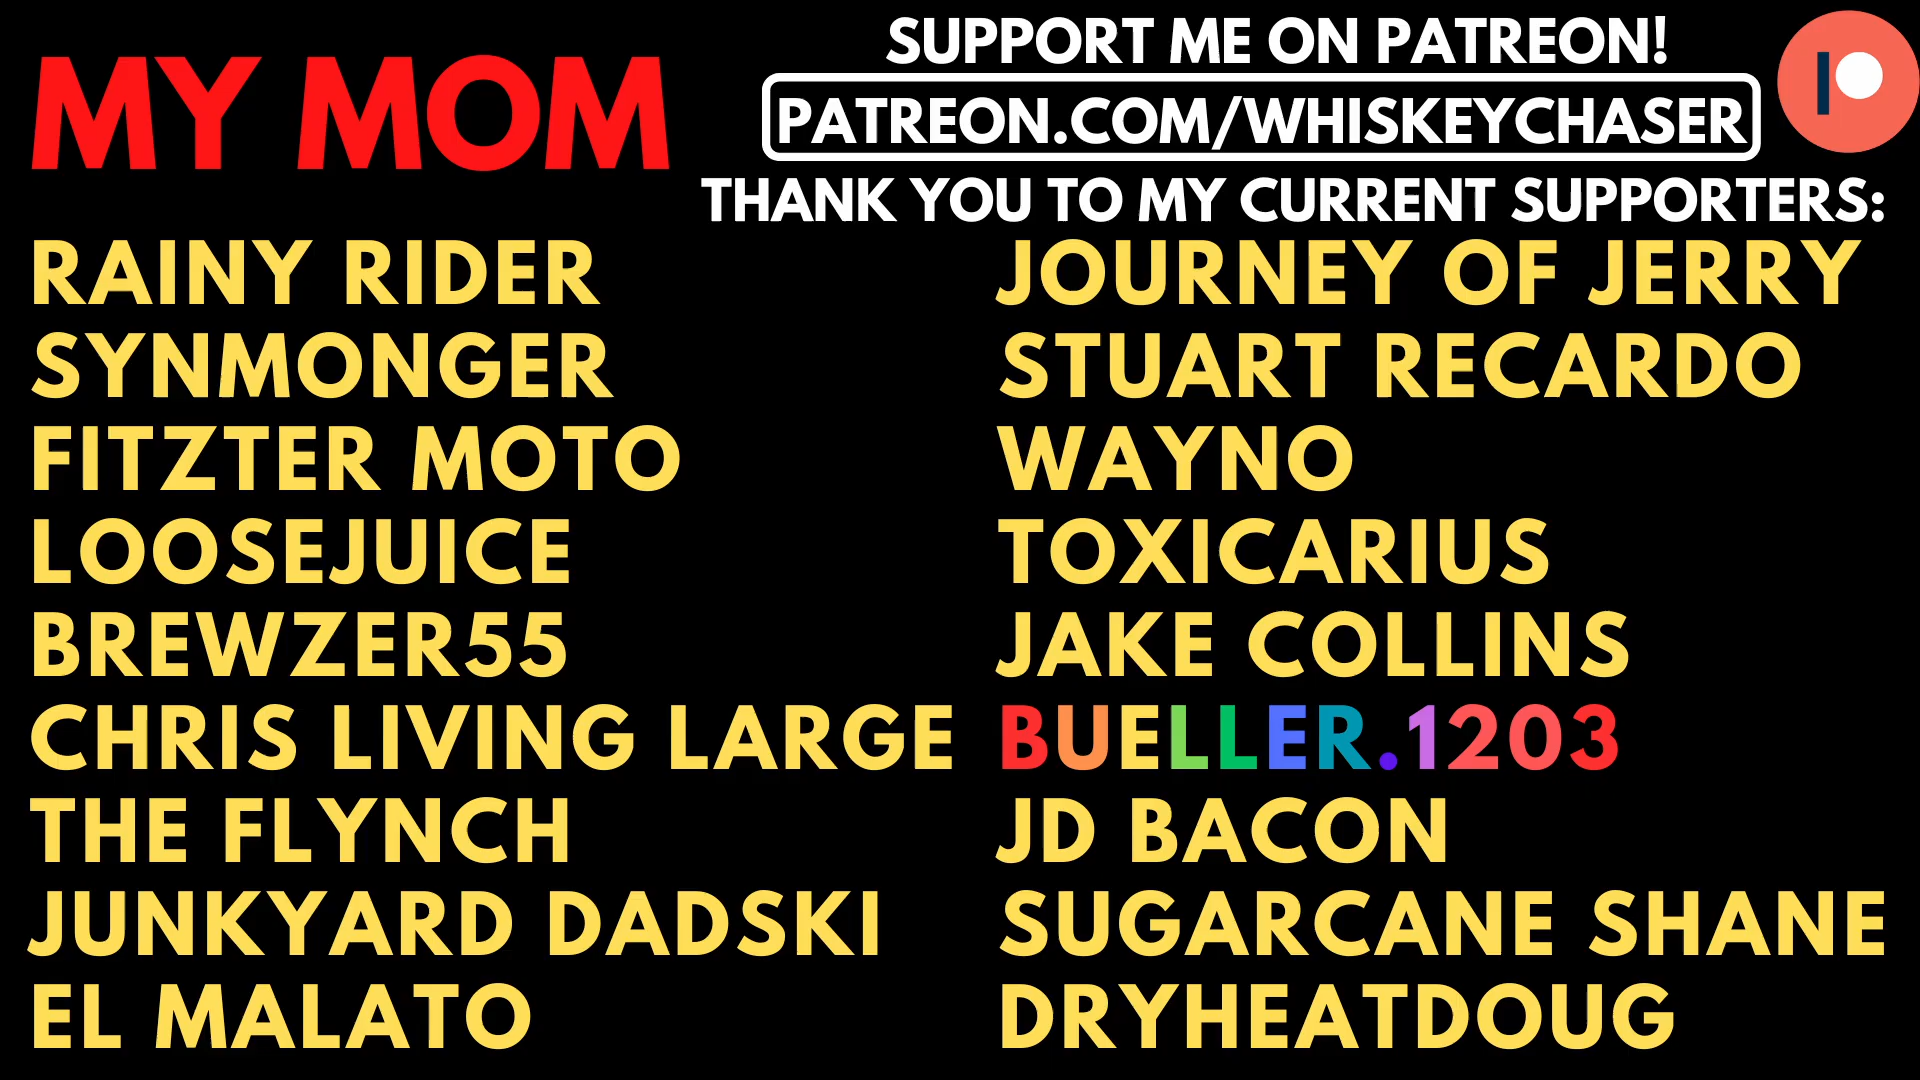 MY MOM
SUPPORT ME ON PATREON!
PATREON.COM/WHISKEYCHASER
THANK YOU TO MY CURRENT SUPPORTERS:
RAINY RIDER
SYNMONGER
FITZTER MOTO
LOOSEJUICE
BREWZER55
CHRIS LIVING LARGE
THE FLYNCH
JUNKYARD DADSKI
EL MALATO
JOURNEY OF JERRY
STUART RECARDO
WAYNO
TOXICARIUS
JAKE COLLINS
BUELLER.1203
JD BACON
SUGARCANE SHANE
DRYHEATDOUG